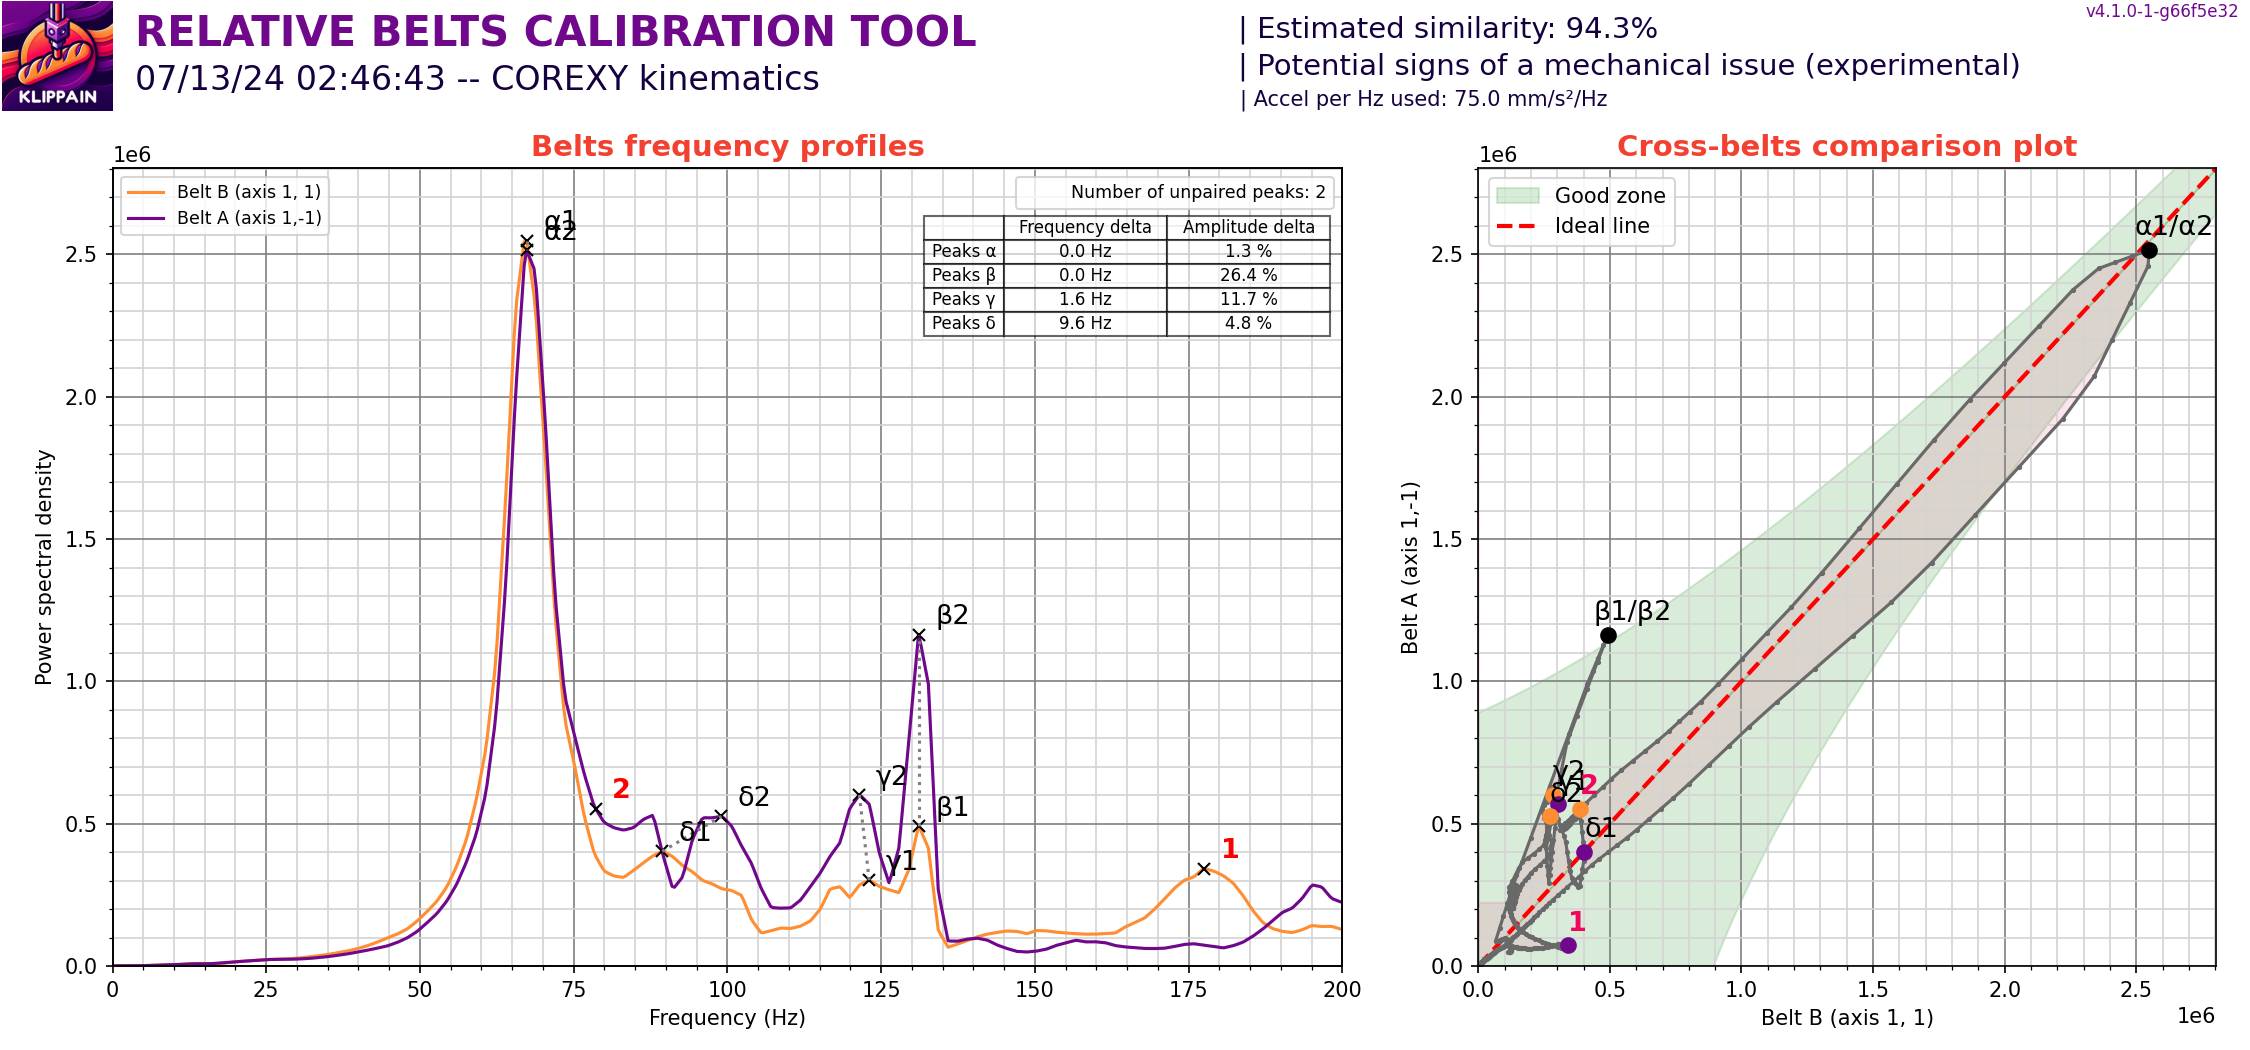 KLIPPAIN
RELATIVE BELTS CALIBRATION TOOL
07/13/24 02:46:43 -- COREXY kinematics
| Estimated similarity: 94.3%
| Potential signs of a mechanical issue (experimental)
| Accel per Hz used: 75.0 mm/s²/Hz
v4.1.0-1-g66f5e32
Belts frequency profiles
1e6
Belt B (axis 1, 1)
Belt A (axis 1,-1)
Number of unpaired peaks: 2
Frequency delta Amplitude delta
Peaks α 0.0 Hz 1.3 %
Peaks β 0.0 Hz 26.4 %
Peaks γ 1.6 Hz 11.7 %
Peaks δ 9.6 Hz 4.8 %
α1
α2
β2
γ2
δ2
β1
2
δ1
γ1
1
2.5
2.0
1.5
1.0
0.5
0.0
Power spectral density
0 25 50 75 100 125 150 175 200
Frequency (Hz)
Cross-belts comparison plot
1e6
Good zone
Ideal line
α1/α2
β1/β2
γ2
γ1
2
δ2
δ1
1
2.5
2.0
1.5
1.0
0.5
0.0
Belt A (axis 1,-1)
0.0 0.5 1.0 1.5 2.0 2.5
Belt B (axis 1, 1)
1e6